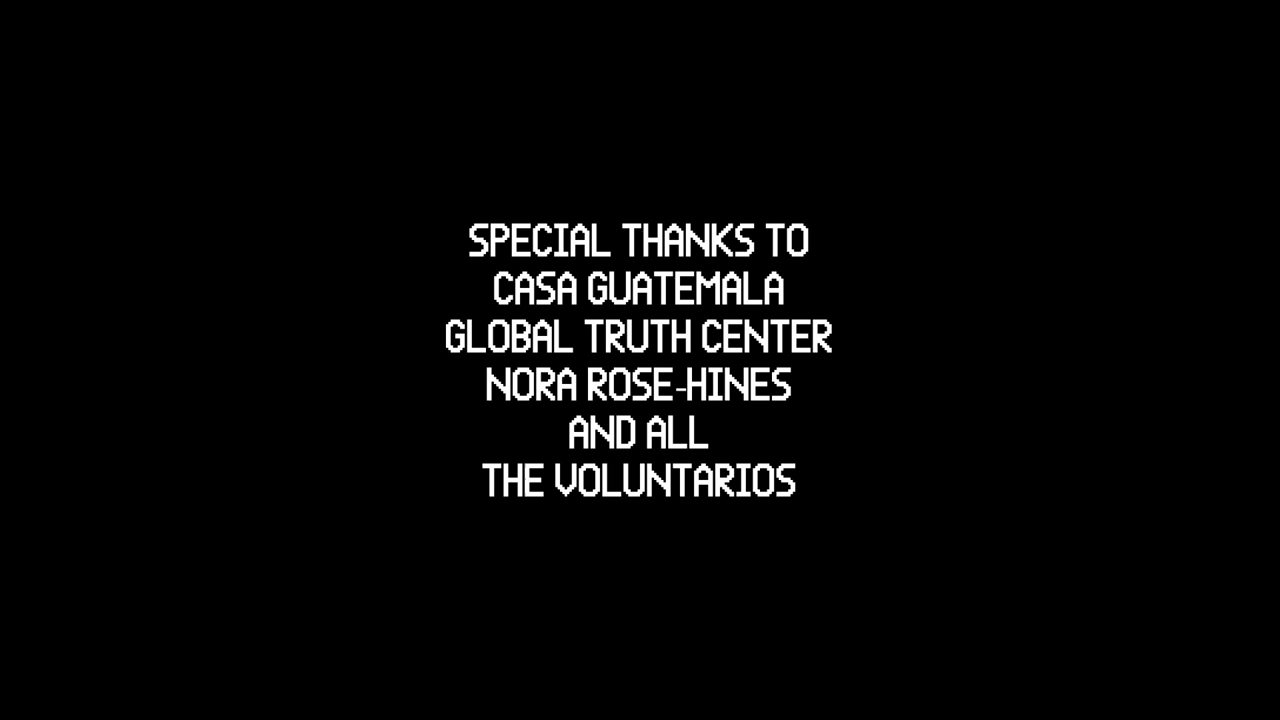 SPECIAL THANKS TO
CASA GUATEMALA
GLOBAL TRUTH CENTER
NORA ROSE-HINES
AND ALL
THE VOLUNTARIOS